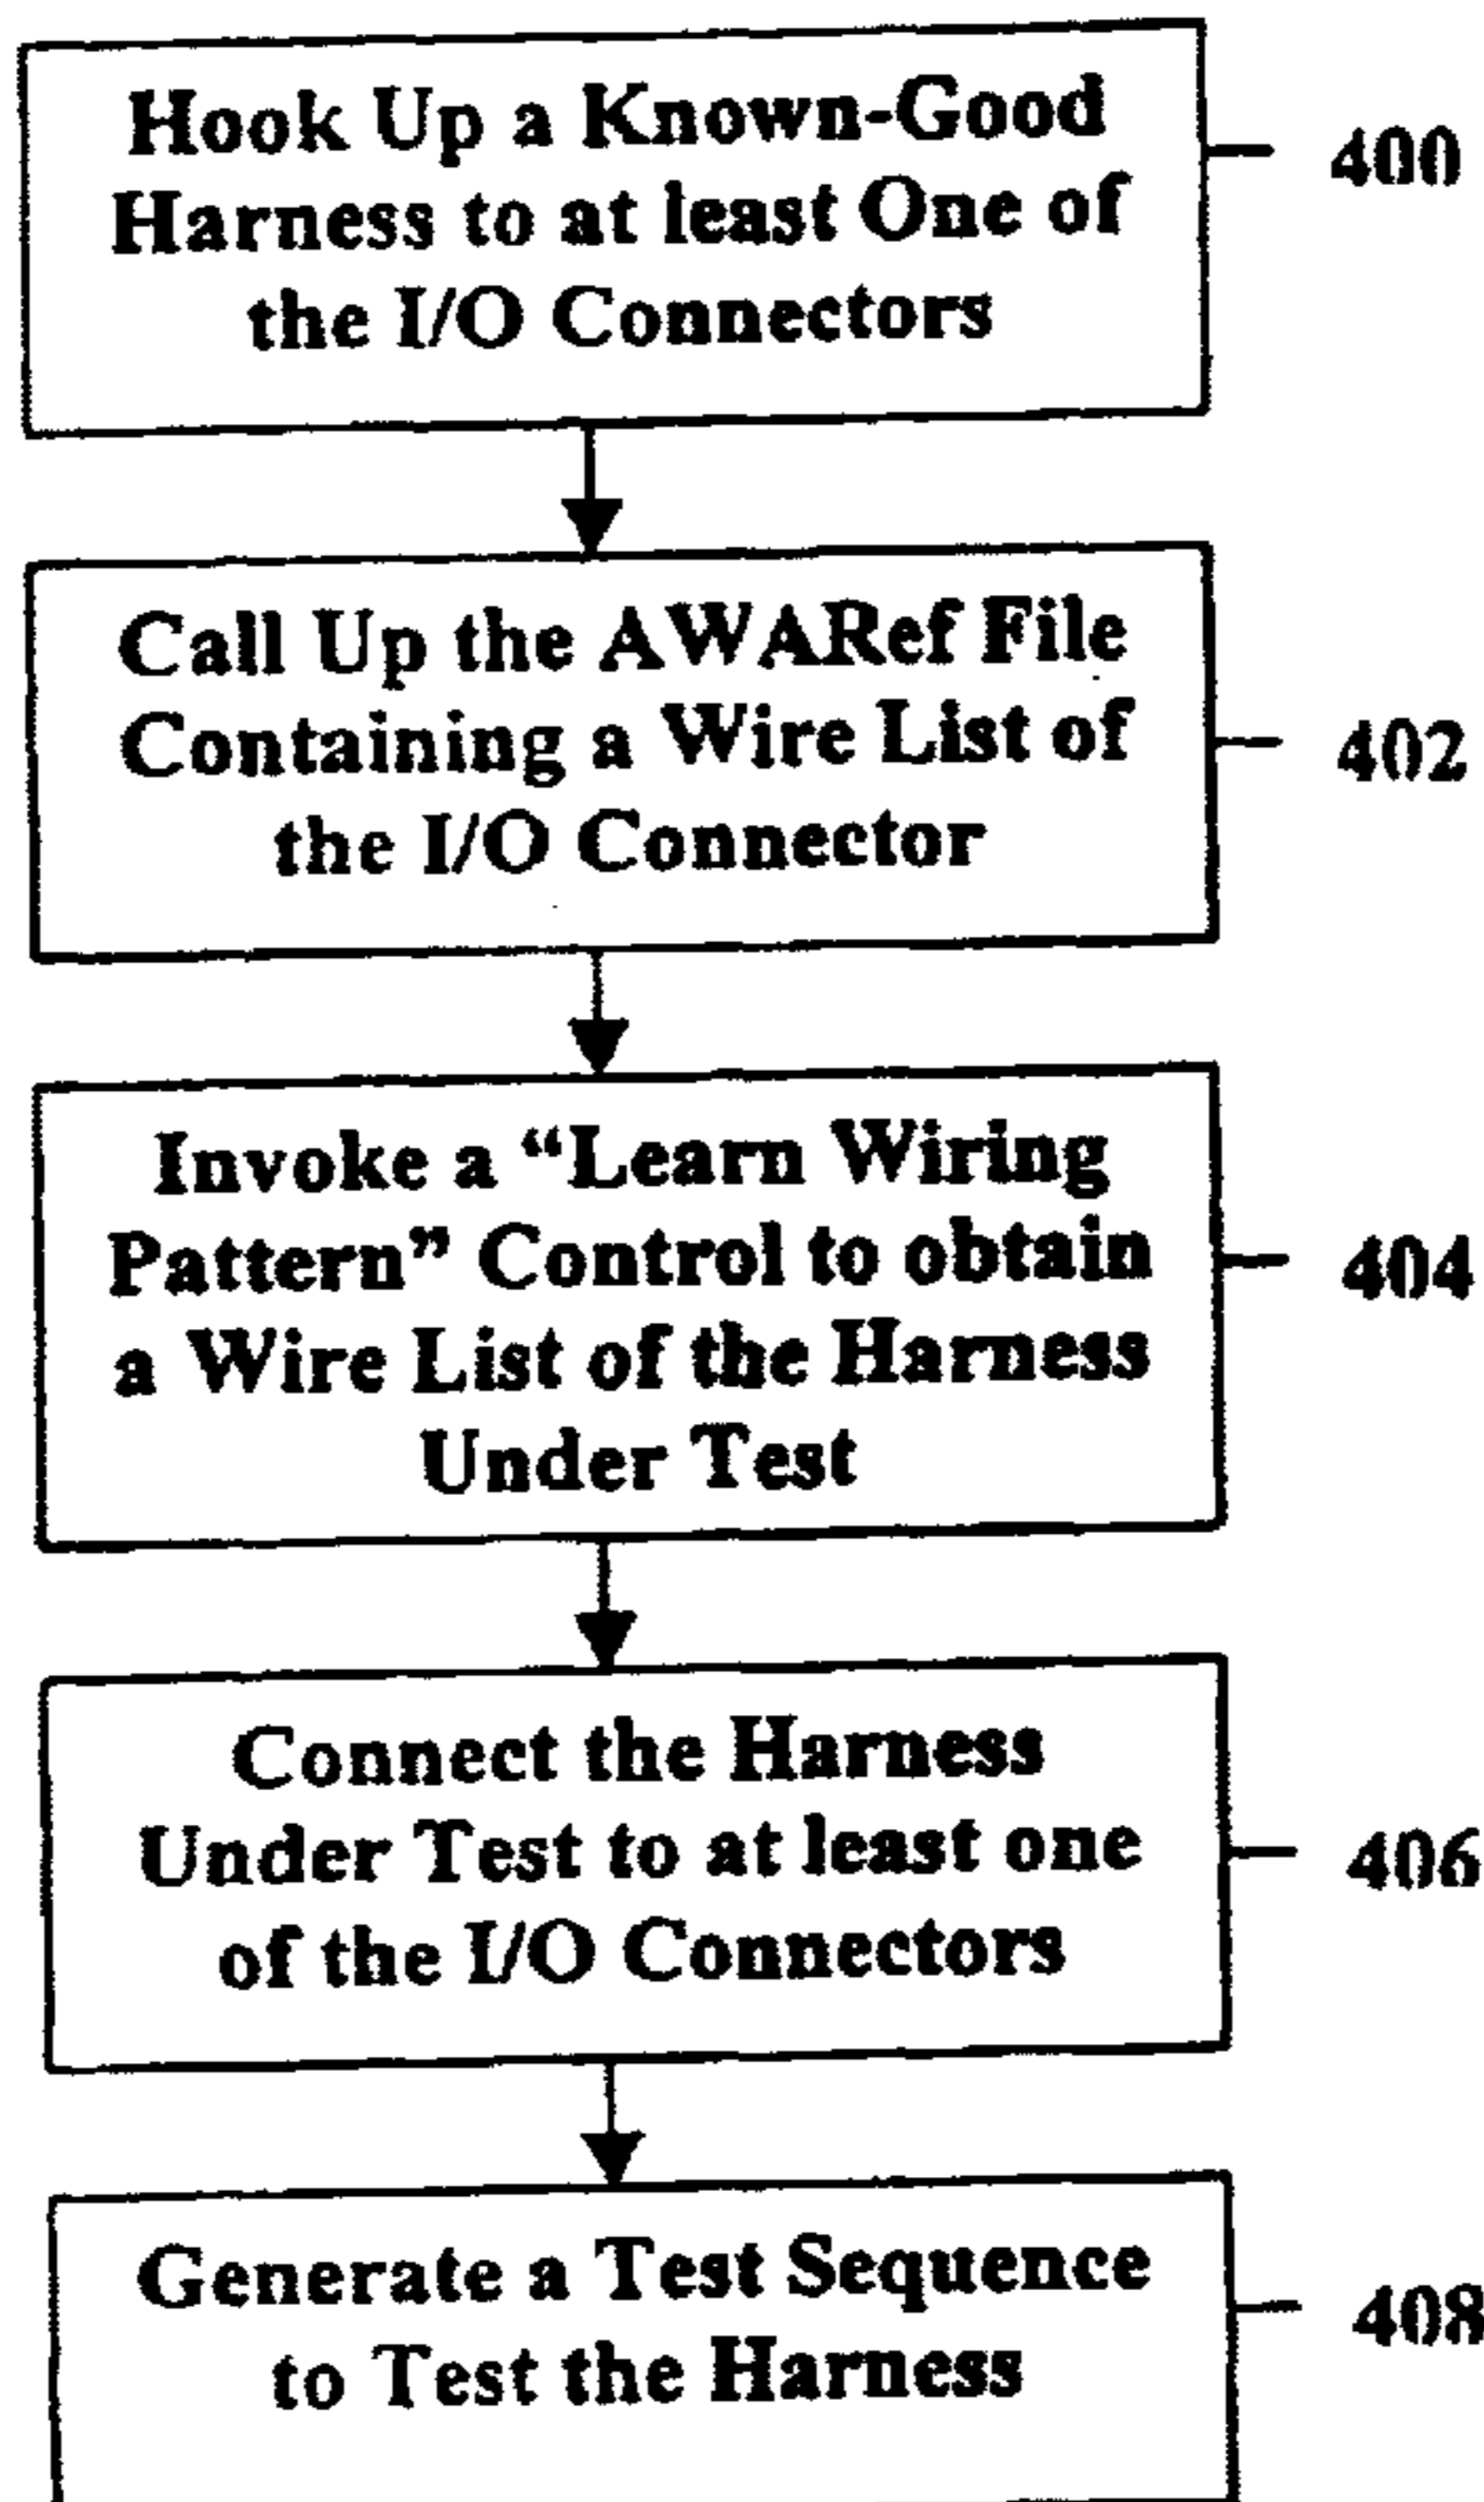 Hook Up a Known-Good
Harness to at least One of
the I/O Connectors
400
Call Up the AWARef File
Containing a Wire List of
the I/O Connector
402
Invoke a “Learn Wiring
Pattern” Control to obtain
a Wire List of the Harness
Under Test
404
Connect the Harness
Under Test to at least one
of the I/O Connectors
406
Generate a Test Sequence
to Test the Harness
408